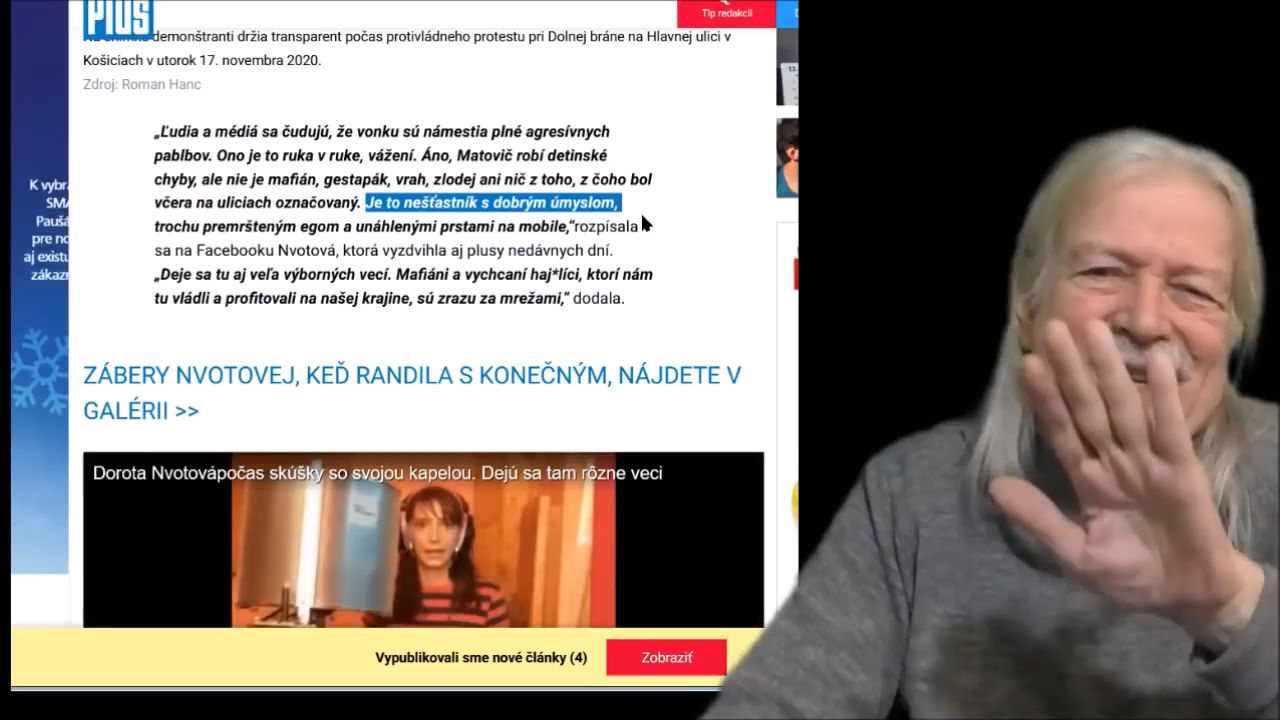 PLUS
Tip redakcii
demonštranti držia transparent počas protivládneho protestu pri Dolnej bráne na Hlavnej ulici v
Košiciach v utorok 17. novembra 2020.
Zdroj: Roman Hanc
„Ľudia a médiá sa čudujú, že vonku sú námestia plné agresívnych
pablbov. Ono je to ruka v ruke, vážení. Áno, Matovič robí detinské
chyby, ale nie je mafián, gestapák, vrah, zlodej ani nič z toho, z čoho bol
včera na uliciach označovaný. Je to nešťastník s dobrým úmyslom,
trochu premršteným egom a unáhlenými prstami na mobile,“rozpísala
sa na Facebooku Nvotová, ktorá vyzdvihla aj plusy nedávnych dní.
„Deje sa tu aj veľa výborných vecí. Mafiáni a vychcaní haj*líci, ktorí nám
tu vládli a profitovali na našej krajine, sú zrazu za mrežami,“ dodala.
K vybr
SMA
Paušá
pre no
aj exist
zákaz
ZÁBERY NVOTOVEJ, KEĎ RANDILA S KONEČNÝM, NÁJDETE V
GALÉRII >>
Dorota Nvotovápočas skúšky so svojou kapelou. Dejú sa tam rôzne veci
Vypublikovali sme nové články (4)
Zobraziť